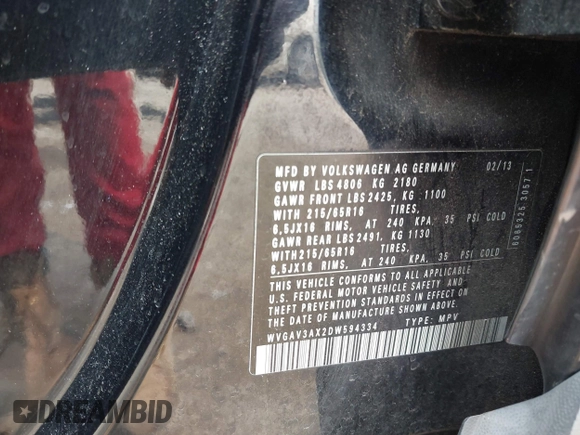 MFD BY VOLKSWAGEN AG GERMANY 02/13
GVWR LBS 4806 KG 2180
GAWR FRONT LBS 2425, KG 1100
WITH 215/65R16 TIRES,
6,5JX16 RIMS, AT 240 KPA, 35 PSI COLD
GAWR REAR LBS 2491, KG 1130
WITH 215/65R16 TIRES,
6,5JX16 RIMS, AT 240 KPA, 35 PSI COLD
THIS VEHICLE CONFORMS TO ALL APPLICABLE
U.S. FEDERAL MOTOR VEHICLE SAFETY AND
THEFT PREVENTION STANDARDS IN EFFECT ON
THE DATE OF MANUFACTURE SHOWN ABOVE.
WVGAV3AX2DW594334 TYPE: MPV
DREAMBID